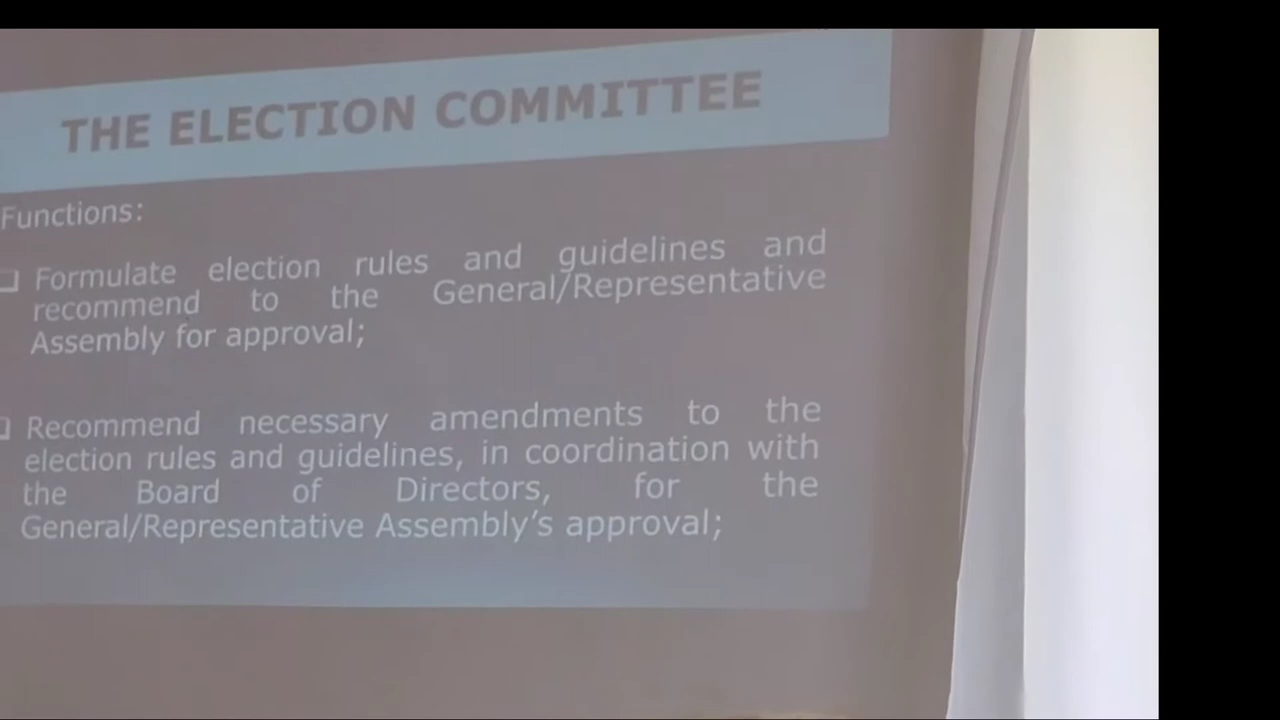 THE ELECTION COMMITTEE
Functions:
Formulate election rules and guidelines and
recommend to the General/Representative
Assembly for approval;
Recommend necessary amendments to the
election rules and guidelines, in coordination with
the Board of Directors, for the
General/Representative Assembly’s approval;